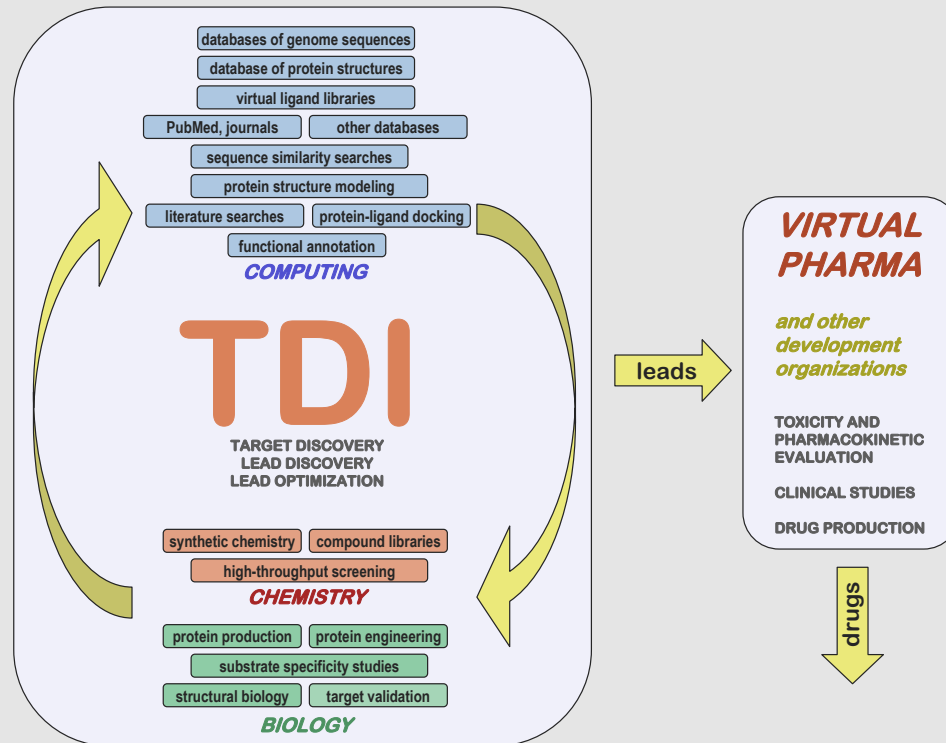 databases of genome sequences
database of protein structures
virtual ligand libraries
PubMed, journals
other databases
sequence similarity searches
protein structure modeling
literature searches
protein-ligand docking
functional annotation
COMPUTING
TDI
TARGET DISCOVERY
LEAD DISCOVERY
LEAD OPTIMIZATION
synthetic chemistry
compound libraries
high-throughput screening
CHEMISTRY
protein production
protein engineering
substrate specificity studies
structural biology
target validation
BIOLOGY
leads
VIRTUAL
PHARMA
and other
development
organizations
TOXICITY AND
PHARMACOKINETIC
EVALUATION
CLINICAL STUDIES
DRUG PRODUCTION
drugs